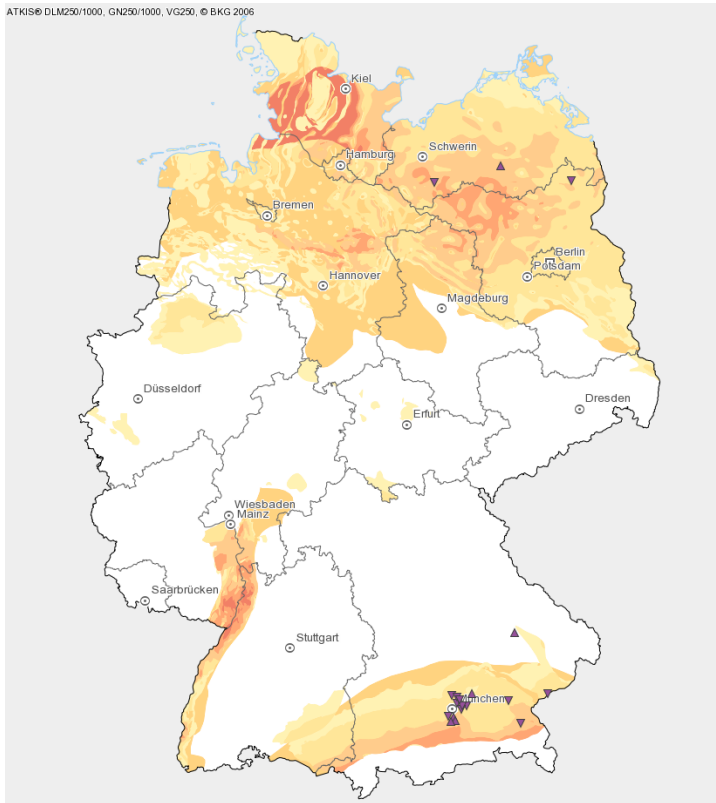 ATKIS® DLM250/1000, GN250/1000, VG250, © BKG 2006
Kiel
Schwerin
Hamburg
Bremen
Berlin
Potsdam
Hannover
Magdeburg
Düsseldorf
Dresden
Erfurt
Wiesbaden
Mainz
Saarbrücken
Stuttgart
München